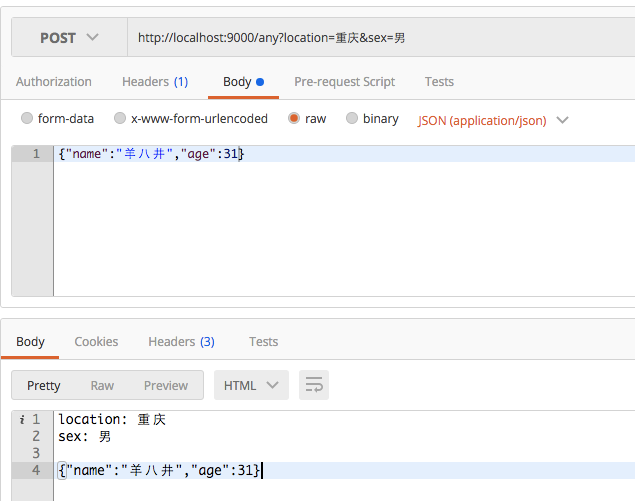 POST http://localhost:9000/any?location=重庆&sex=男
Authorization Headers (1) Body Pre-request Script Tests
form-data x-www-form-urlencoded raw binary JSON (application/json)
1 {"name":"羊八井","age":31}
Body Cookies Headers (3) Tests
Pretty Raw Preview HTML
i 1 location: 重庆
2 sex: 男
3
4 {"name":"羊八井","age":31}